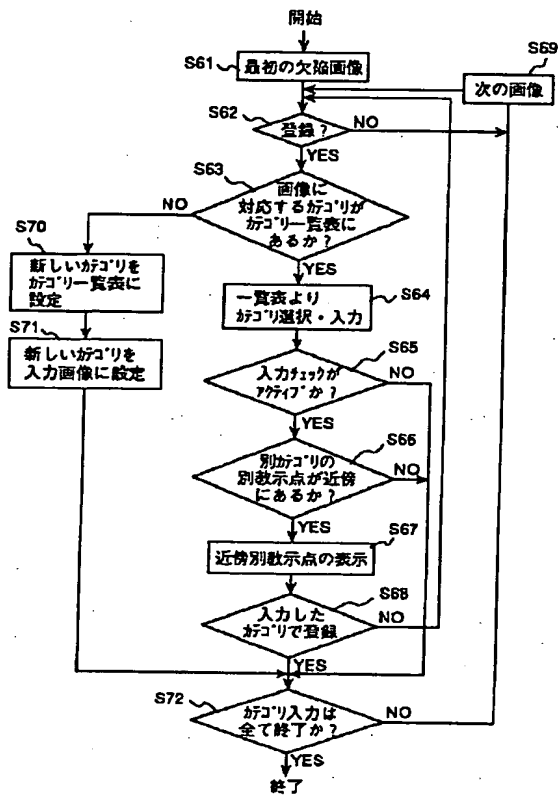 開始
S61
最初の欠陥画像
S69
次の画像
S62
登録?
NO
YES
S63
画像に
対応するカテゴリが
カテゴリ一覧表に
あるか?
NO
YES
S70
新しいカテゴリを
カテゴリ一覧表に
設定
S71
新しいカテゴリを
入力画像に設定
一覧表より
カテゴリ選択・入力
S64
S65
入力チェックが
アクティブか?
NO
YES
S66
別カテゴリの
別教示点が近傍
にあるか?
NO
YES
S67
近傍別教示点の表示
S68
入力した
カテゴリで登録
NO
YES
S72
カテゴリ入力は
全て終了か?
NO
YES
終了